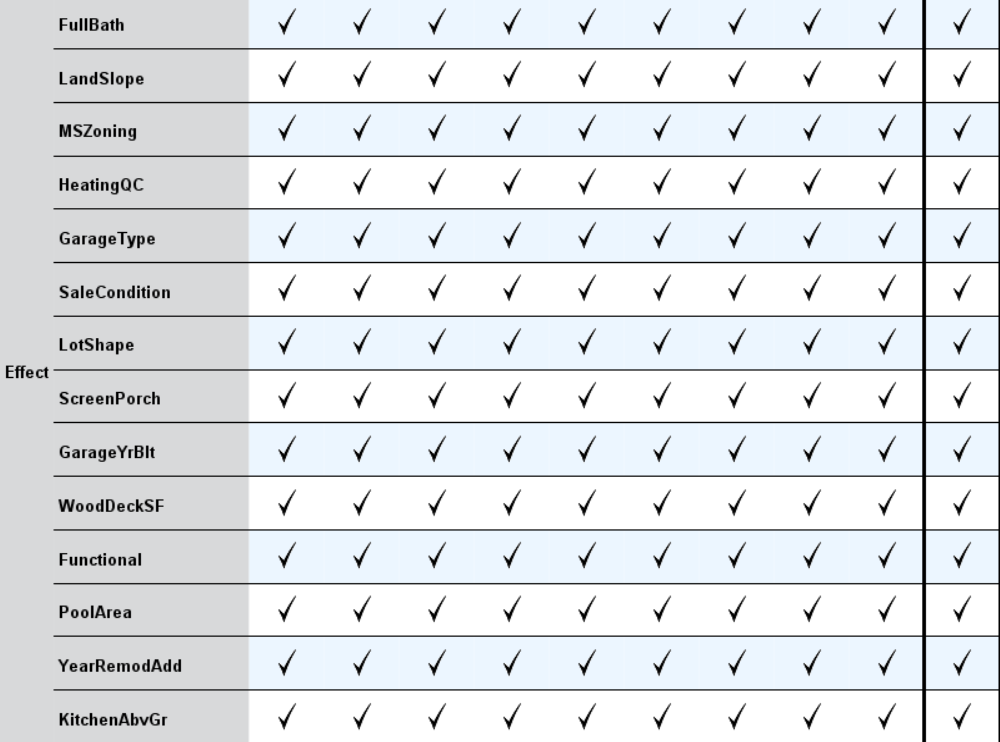 FullBath ✓ ✓ ✓ ✓ ✓ ✓ ✓ ✓ ✓ ✓
LandSlope ✓ ✓ ✓ ✓ ✓ ✓ ✓ ✓ ✓ ✓
MSZoning ✓ ✓ ✓ ✓ ✓ ✓ ✓ ✓ ✓ ✓
HeatingQC ✓ ✓ ✓ ✓ ✓ ✓ ✓ ✓ ✓ ✓
GarageType ✓ ✓ ✓ ✓ ✓ ✓ ✓ ✓ ✓ ✓
SaleCondition ✓ ✓ ✓ ✓ ✓ ✓ ✓ ✓ ✓ ✓
LotShape ✓ ✓ ✓ ✓ ✓ ✓ ✓ ✓ ✓ ✓
Effect
ScreenPorch ✓ ✓ ✓ ✓ ✓ ✓ ✓ ✓ ✓ ✓
GarageYrBlt ✓ ✓ ✓ ✓ ✓ ✓ ✓ ✓ ✓ ✓
WoodDeckSF ✓ ✓ ✓ ✓ ✓ ✓ ✓ ✓ ✓ ✓
Functional ✓ ✓ ✓ ✓ ✓ ✓ ✓ ✓ ✓ ✓
PoolArea ✓ ✓ ✓ ✓ ✓ ✓ ✓ ✓ ✓ ✓
YearRemodAdd ✓ ✓ ✓ ✓ ✓ ✓ ✓ ✓ ✓ ✓
KitchenAbvGr ✓ ✓ ✓ ✓ ✓ ✓ ✓ ✓ ✓ ✓